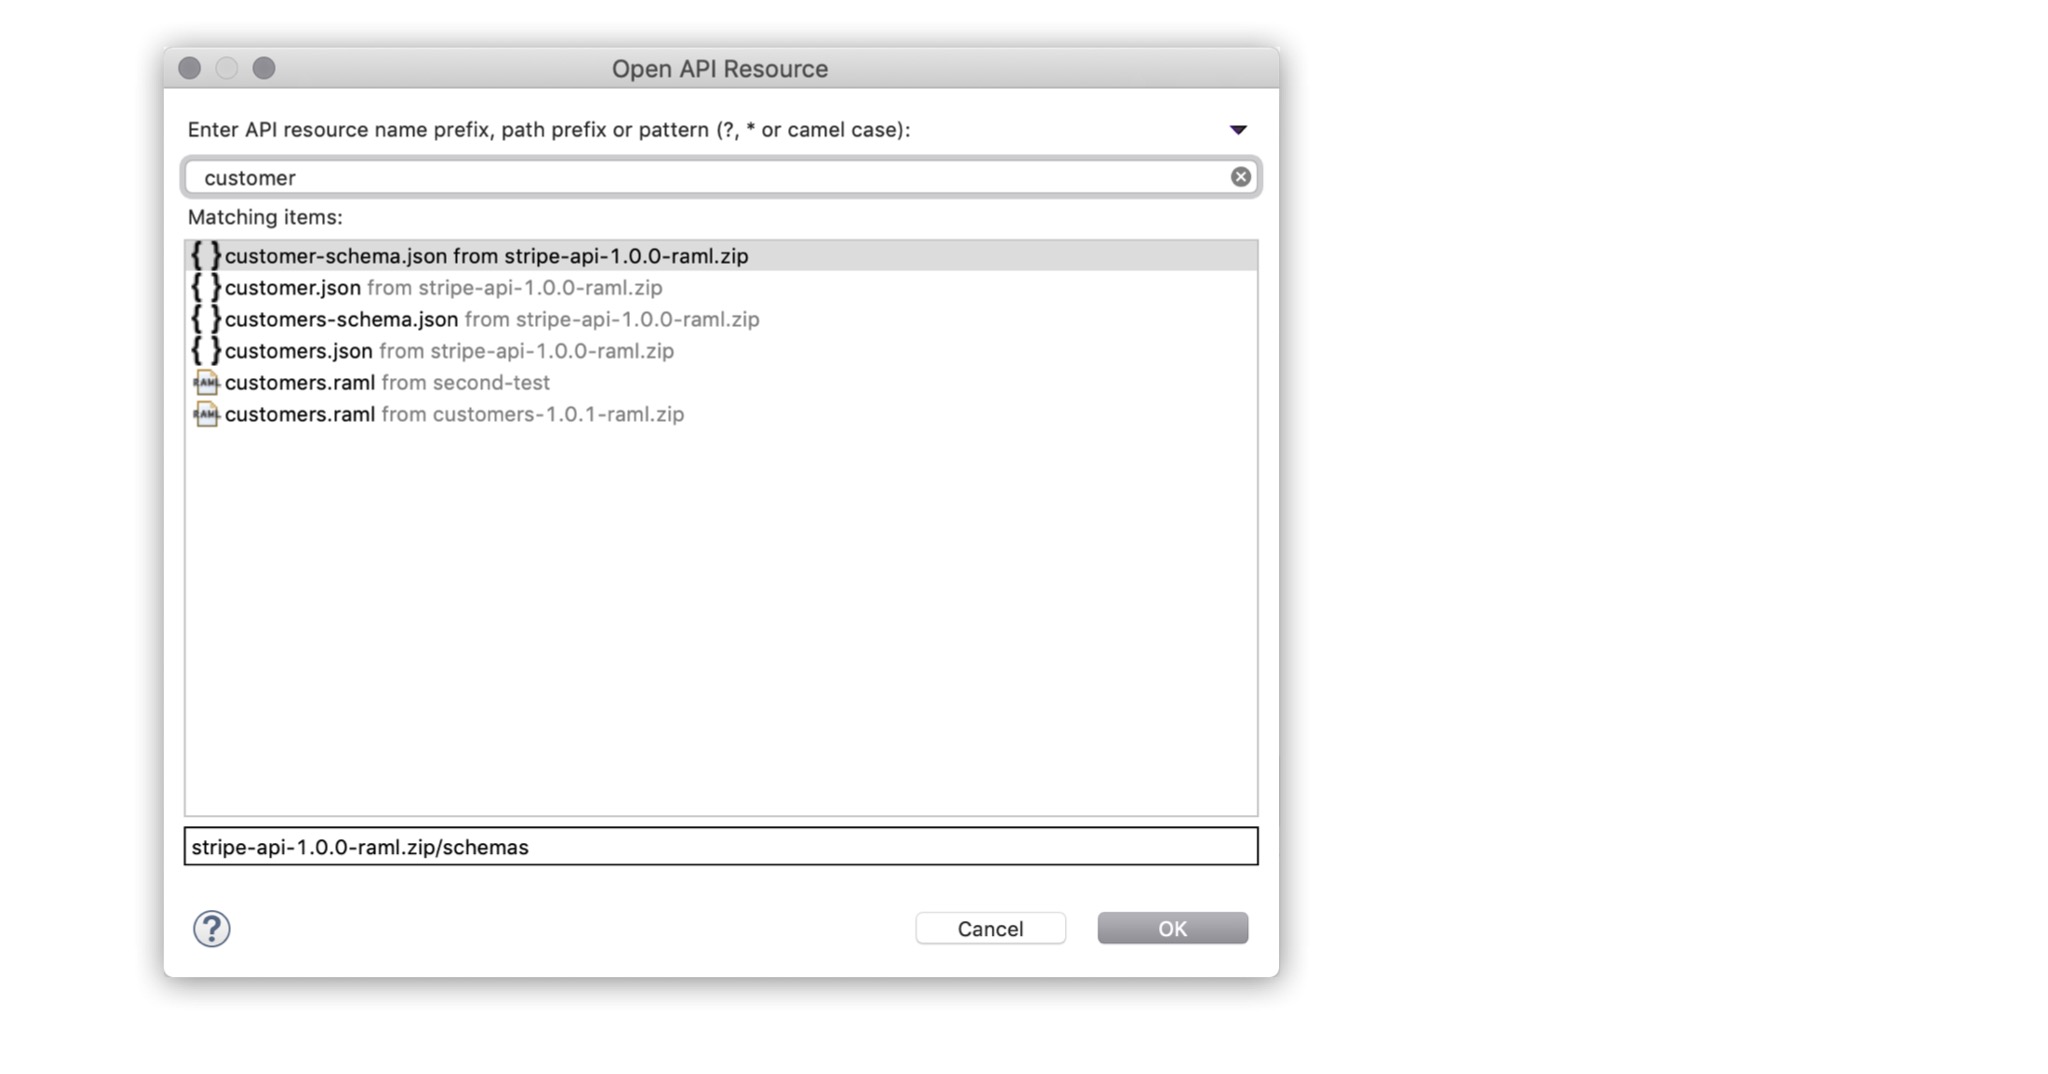 Open API Resource
Enter API resource name prefix, path prefix or pattern (?, * or camel case):
customer
Matching items:
{ } customer-schema.json from stripe-api-1.0.0-raml.zip
{ } customer.json from stripe-api-1.0.0-raml.zip
{ } customers-schema.json from stripe-api-1.0.0-raml.zip
{ } customers.json from stripe-api-1.0.0-raml.zip
RAML customers.raml from second-test
RAML customers.raml from customers-1.0.1-raml.zip
stripe-api-1.0.0-raml.zip/schemas
? Cancel OK